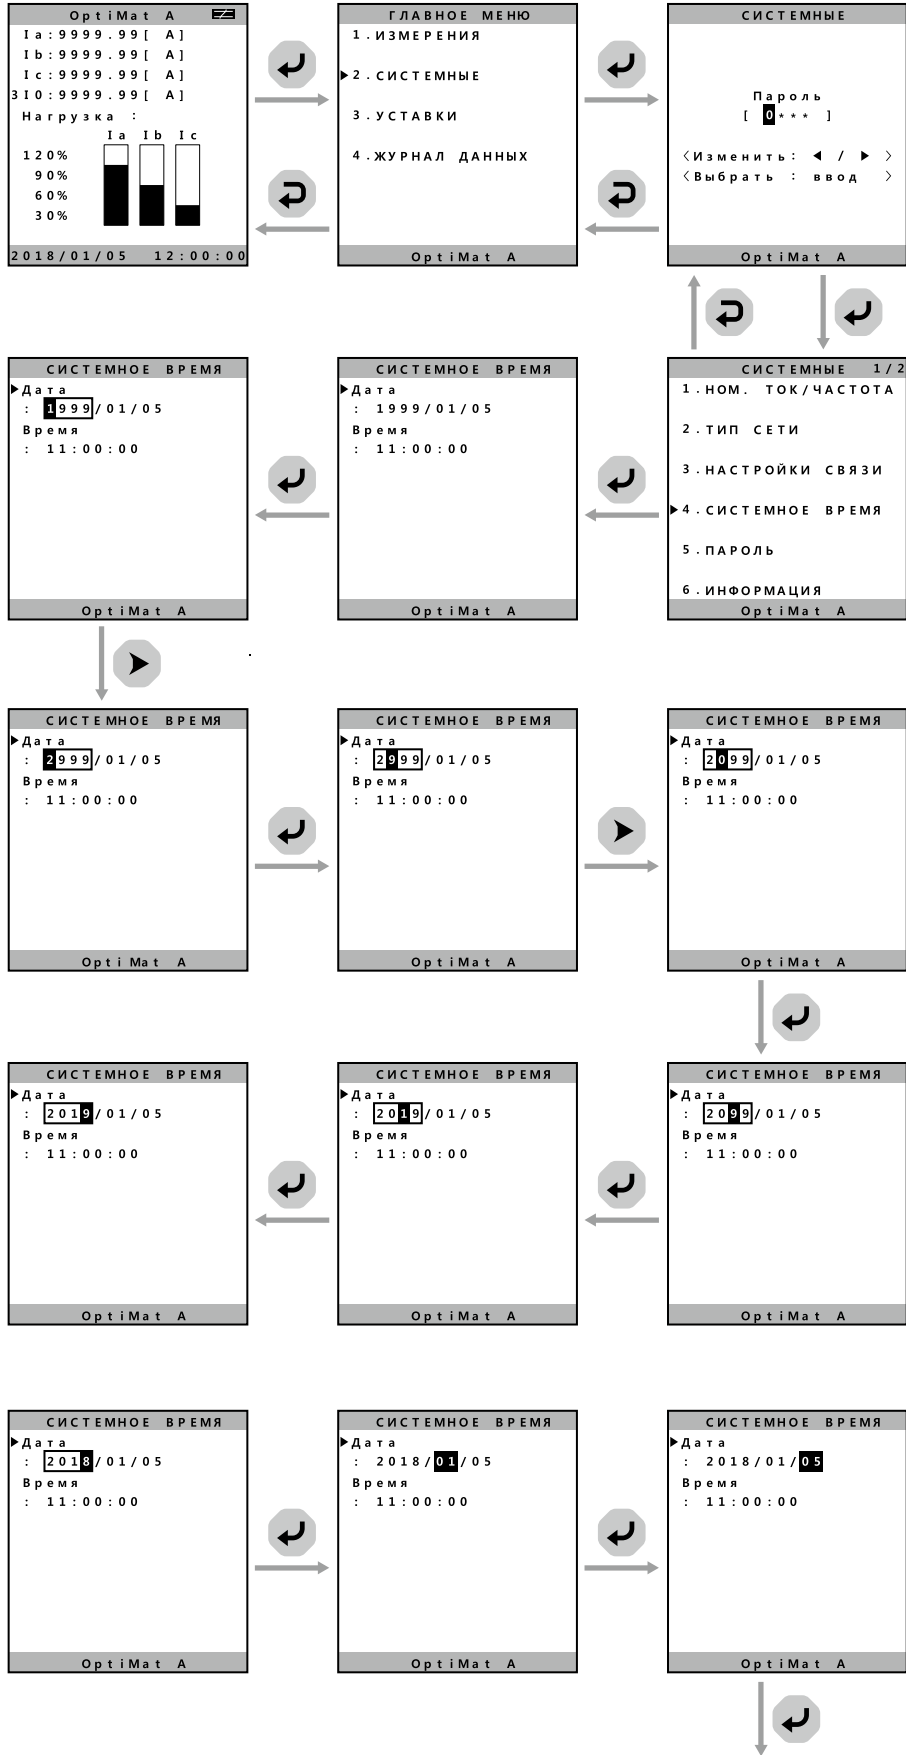 OptiMat A
Ia:9999.99[ A]
Ib:9999.99[ A]
Ic:9999.99[ A]
3I0:9999.99[ A]
Нагрузка :
Ia Ib Ic
120%
90%
60%
30%
2018/01/05 12:00:00
ГЛАВНОЕ МЕНЮ
1.ИЗМЕРЕНИЯ
▶2.СИСТЕМНЫЕ
3.УСТАВКИ
4.ЖУРНАЛ ДАННЫХ
OptiMat A
СИСТЕМНЫЕ
Пароль
[ 0*** ]
〈Изменить: ◀ / ▶ 〉
〈Выбрать : ввод 〉
OptiMat A
СИСТЕМНОЕ ВРЕМЯ
▶Дата
: 1999/01/05
Время
: 11:00:00
OptiMat A
СИСТЕМНОЕ ВРЕМЯ
▶Дата
: 1999/01/05
Время
: 11:00:00
OptiMat A
СИСТЕМНЫЕ 1/2
1.НОМ. ТОК/ЧАСТОТА
2.ТИП СЕТИ
3.НАСТРОЙКИ СВЯЗИ
▶4.СИСТЕМНОЕ ВРЕМЯ
5.ПАРОЛЬ
6.ИНФОРМАЦИЯ
OptiMat A
СИСТЕМНОЕ ВРЕМЯ
▶Дата
: 2999/01/05
Время
: 11:00:00
OptiMat A
СИСТЕМНОЕ ВРЕМЯ
▶Дата
: 2999/01/05
Время
: 11:00:00
OptiMat A
СИСТЕМНОЕ ВРЕМЯ
▶Дата
: 2099/01/05
Время
: 11:00:00
OptiMat A
СИСТЕМНОЕ ВРЕМЯ
▶Дата
: 2019/01/05
Время
: 11:00:00
OptiMat A
СИСТЕМНОЕ ВРЕМЯ
▶Дата
: 2019/01/05
Время
: 11:00:00
OptiMat A
СИСТЕМНОЕ ВРЕМЯ
▶Дата
: 2099/01/05
Время
: 11:00:00
OptiMat A
СИСТЕМНОЕ ВРЕМЯ
▶Дата
: 2018/01/05
Время
: 11:00:00
OptiMat A
СИСТЕМНОЕ ВРЕМЯ
▶Дата
: 2018/01/05
Время
: 11:00:00
OptiMat A
СИСТЕМНОЕ ВРЕМЯ
▶Дата
: 2018/01/05
Время
: 11:00:00
OptiMat A